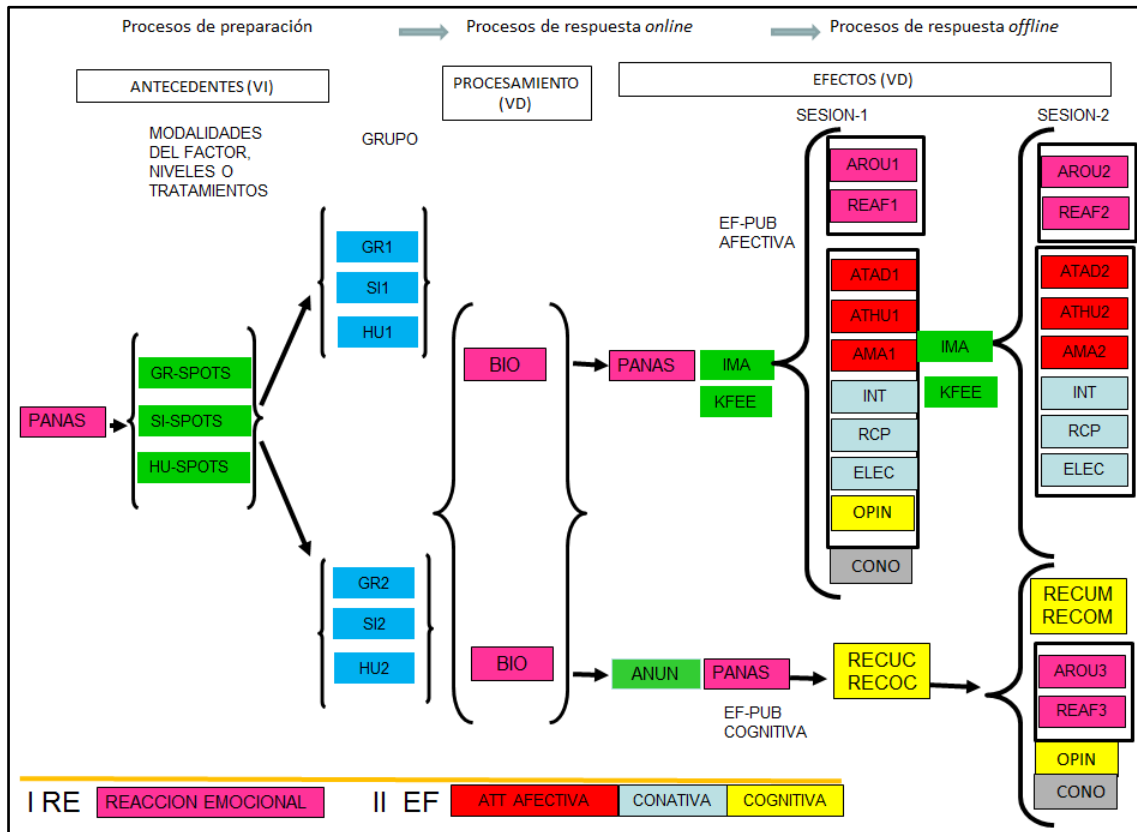 Procesos de preparación
Procesos de respuesta online
Procesos de respuesta offline
ANTECEDENTES (VI)
PROCESAMIENTO
(VD)
EFECTOS (VD)
MODALIDADES
DEL FACTOR,
NIVELES O
TRATAMIENTOS
GRUPO
SESION-1
SESION-2
PANAS
GR-SPOTS
SI-SPOTS
HU-SPOTS
GR1
SI1
HU1
GR2
SI2
HU2
BIO
BIO
PANAS
IMA
KFEE
EF-PUB
AFECTIVA
AROU1
REAF1
ATAD1
ATHU1
AMA1
INT
RCP
ELEC
OPIN
CONO
IMA
KFEE
AROU2
REAF2
ATAD2
ATHU2
AMA2
INT
RCP
ELEC
ANUN
PANAS
EF-PUB
COGNITIVA
RECUC
RECOC
RECUM
RECOM
AROU3
REAF3
OPIN
CONO
I RE
REACCION EMOCIONAL
II EF
ATT AFECTIVA
CONATIVA
COGNITIVA